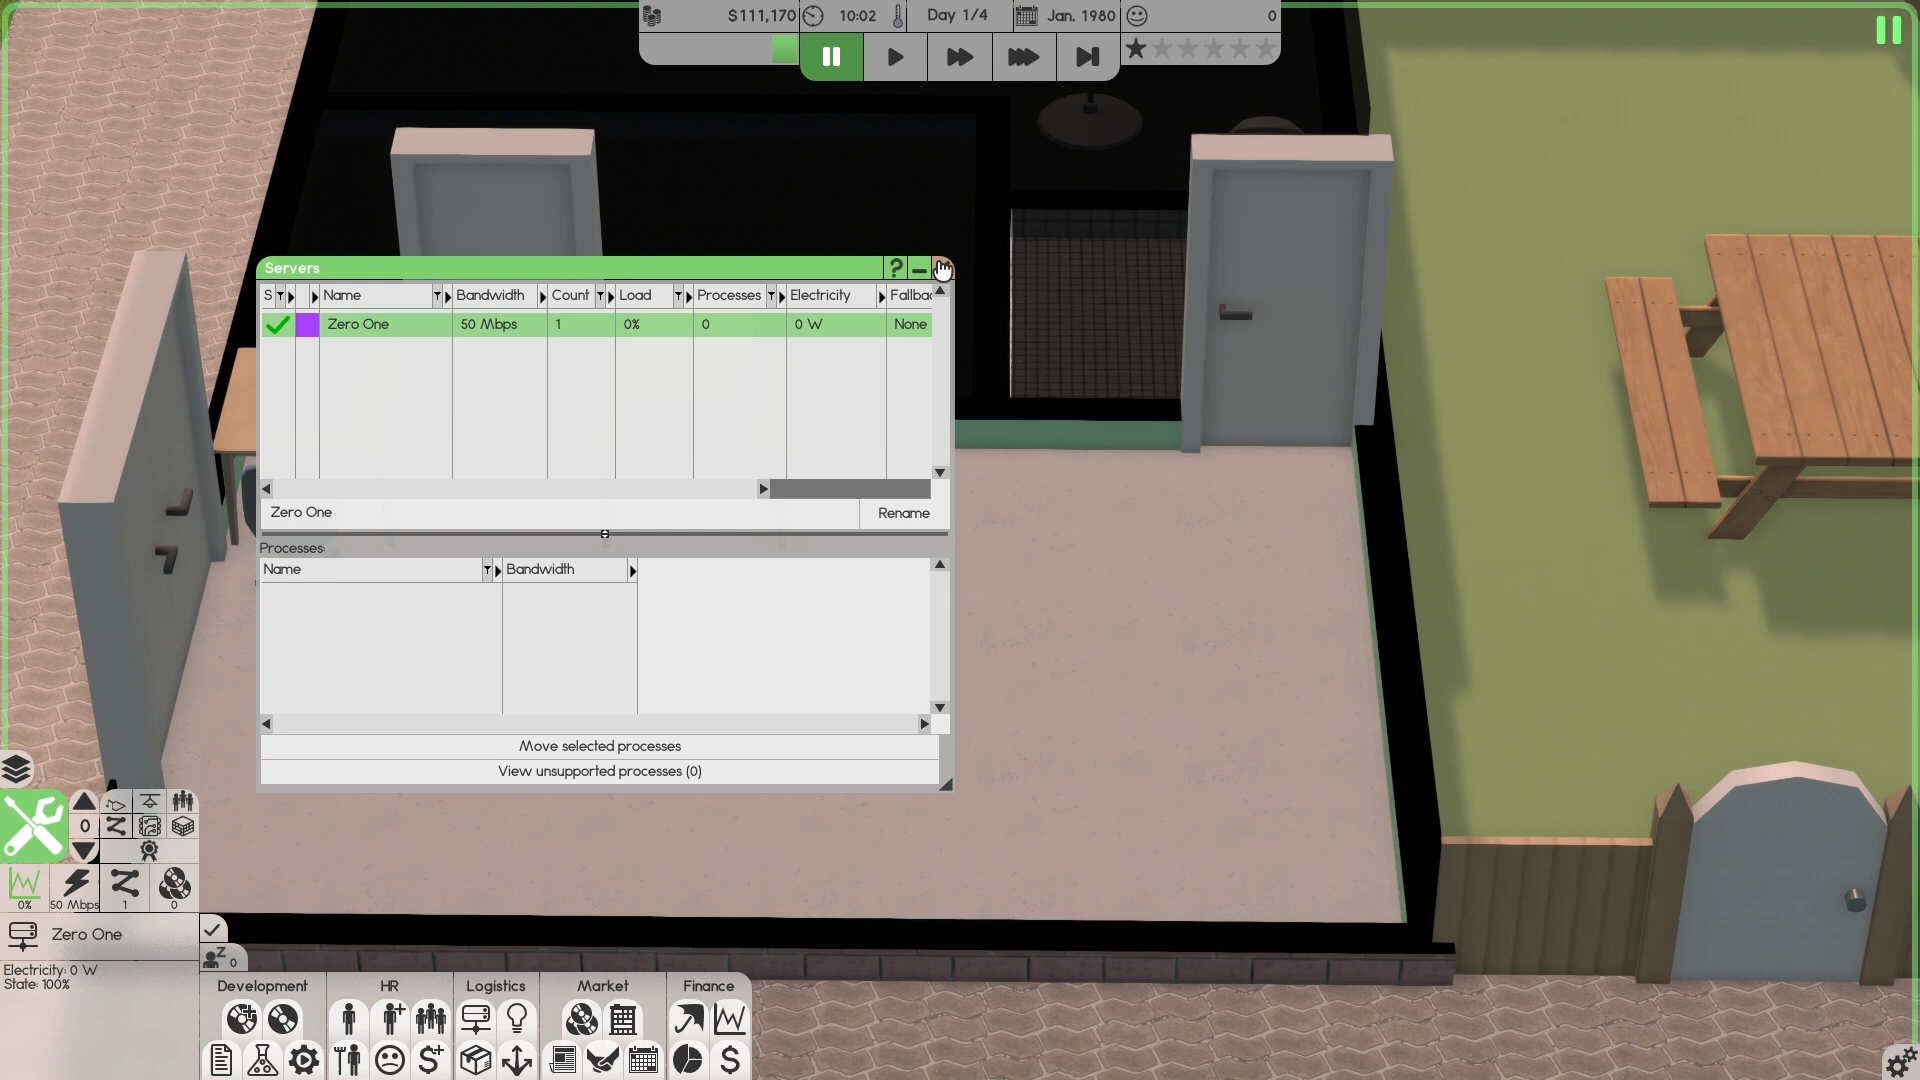 $111,170 10:02 Day 1/4 Jan. 1980 0
Servers ?
S Name Bandwidth Count Load Processes Electricity Fallbac
Zero One 50 Mbps 1 0% 0 0 W None
Zero One Rename
Processes:
Name Bandwidth
Move selected processes
View unsupported processes (0)
0
0% 50 Mbps 1 0
Zero One
Electricity: 0 W
State: 100%
Z 0
Development HR Logistics Market Finance